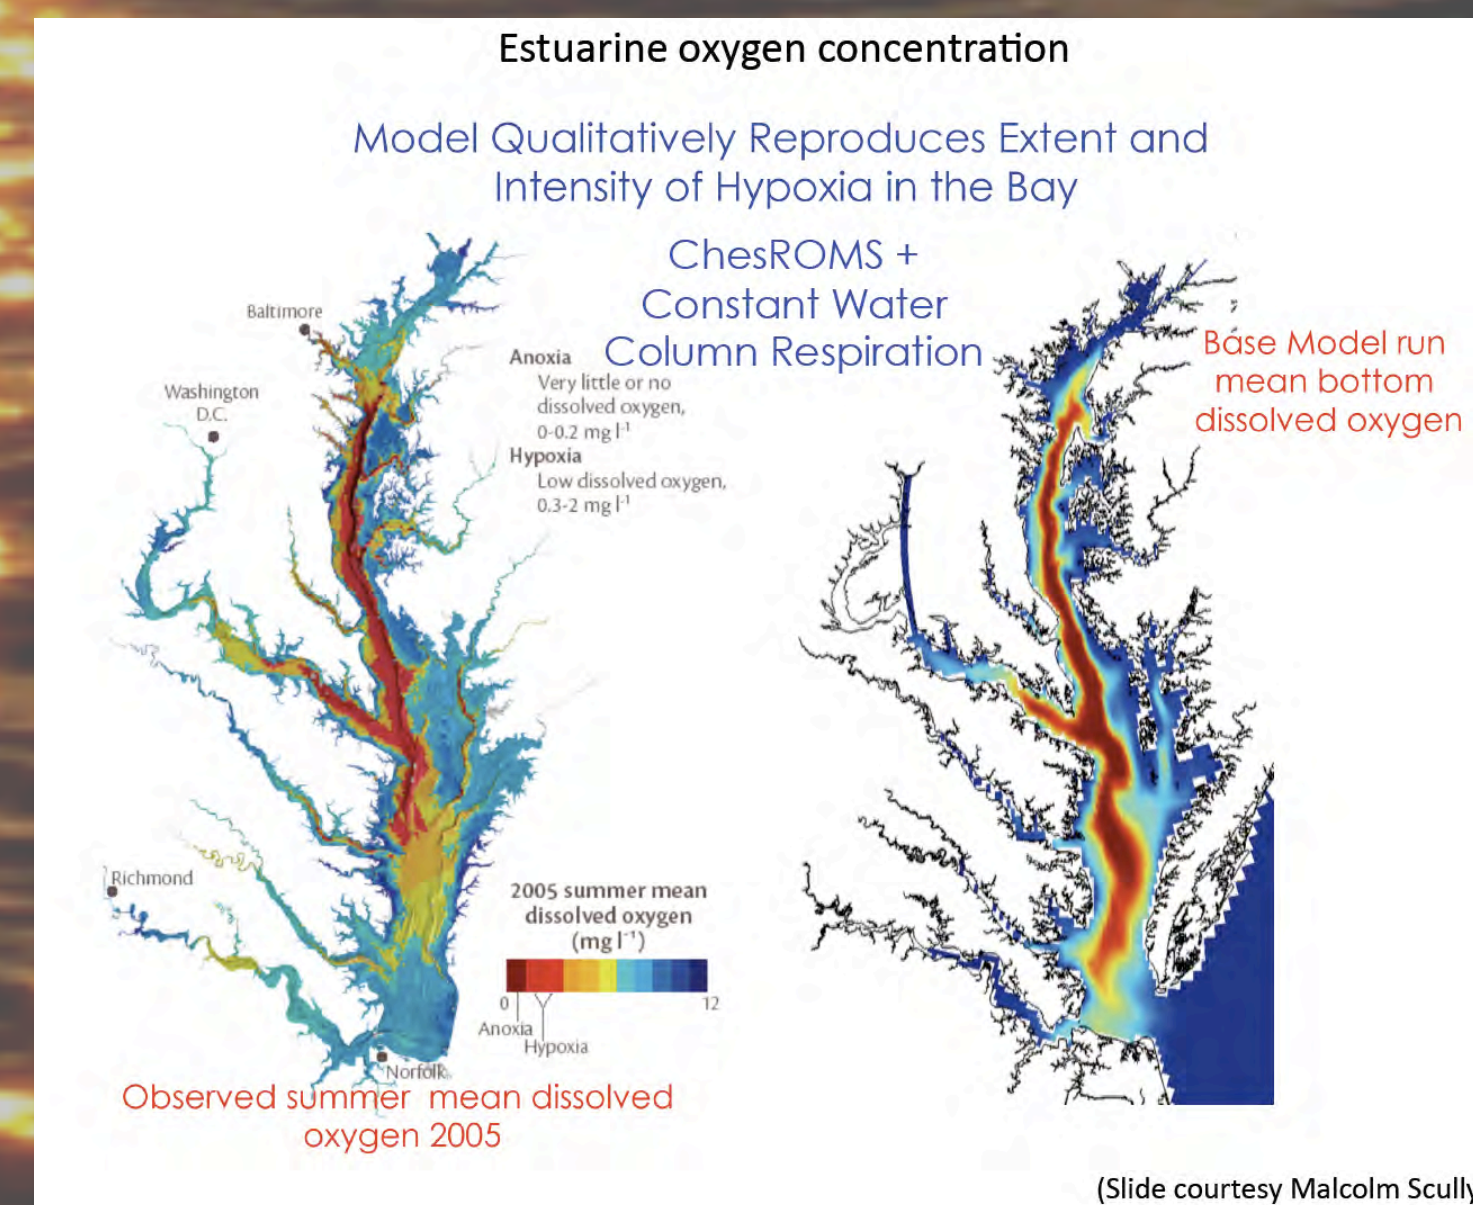 Estuarine oxygen concentration
Model Qualitatively Reproduces Extent and
Intensity of Hypoxia in the Bay
ChesROMS +
Constant Water
Column Respiration
Baltimore
Washington
D.C.
Anoxia
Very little or no
dissolved oxygen,
0-0.2 mg l⁻¹
Hypoxia
Low dissolved oxygen,
0.3-2 mg l⁻¹
Base Model run
mean bottom
dissolved oxygen
Richmond
2005 summer mean
dissolved oxygen
(mg l⁻¹)
0 12
Anoxia
Hypoxia
Norfolk
Observed summer mean dissolved
oxygen 2005
(Slide courtesy Malcolm Scully